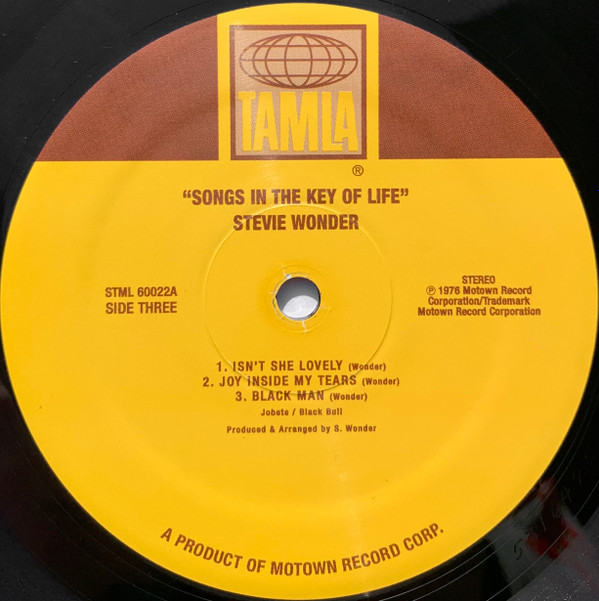 TAMLA
®
“SONGS IN THE KEY OF LIFE”
STEVIE WONDER
STML 60022A
SIDE THREE
STEREO
℗ 1976 Motown Record
Corporation/Trademark
Motown Record Corporation
1. ISN'T SHE LOVELY (Wonder)
2. JOY INSIDE MY TEARS (Wonder)
3. BLACK MAN (Wonder)
Jobete / Black Bull
Produced & Arranged by S. Wonder
A PRODUCT OF MOTOWN RECORD CORP.